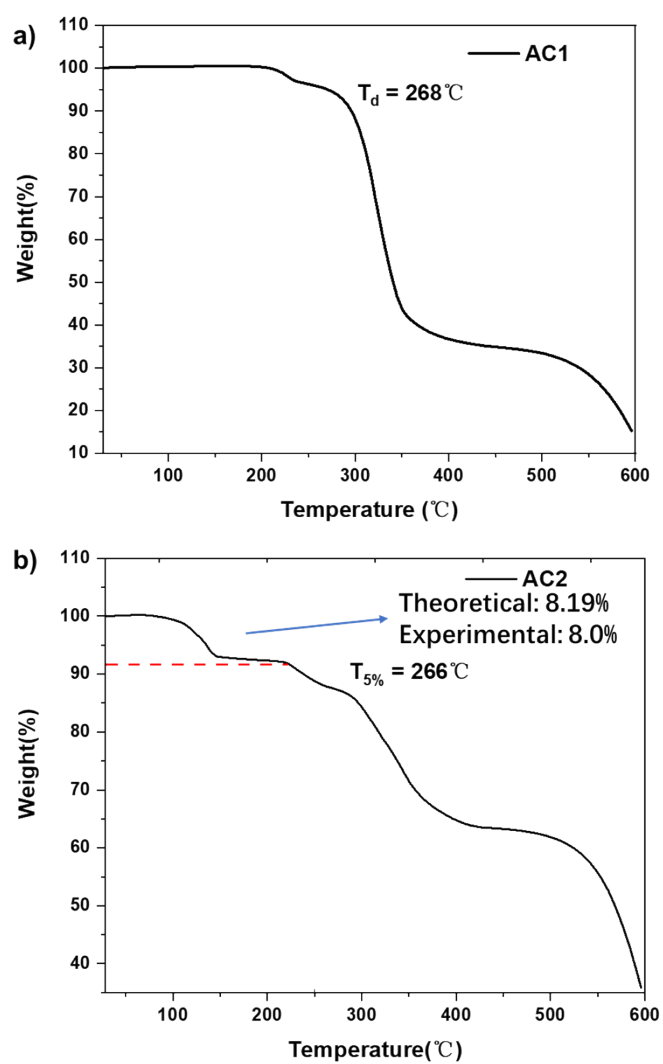 a)
AC1
T_d = 268℃
Weight(%)
110
100
90
80
70
60
50
40
30
20
10
100
200
300
400
500
600
Temperature (℃)
b)
AC2
Theoretical: 8.19%
Experimental: 8.0%
T_5% = 266℃
Weight(%)
110
100
90
80
70
60
50
40
100
200
300
400
500
600
Temperature(℃)